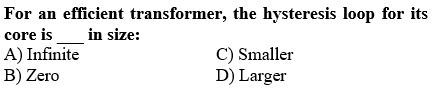 For an efficient transformer, the hysteresis loop for its
core is ___ in size:
A) Infinite C) Smaller
B) Zero D) Larger